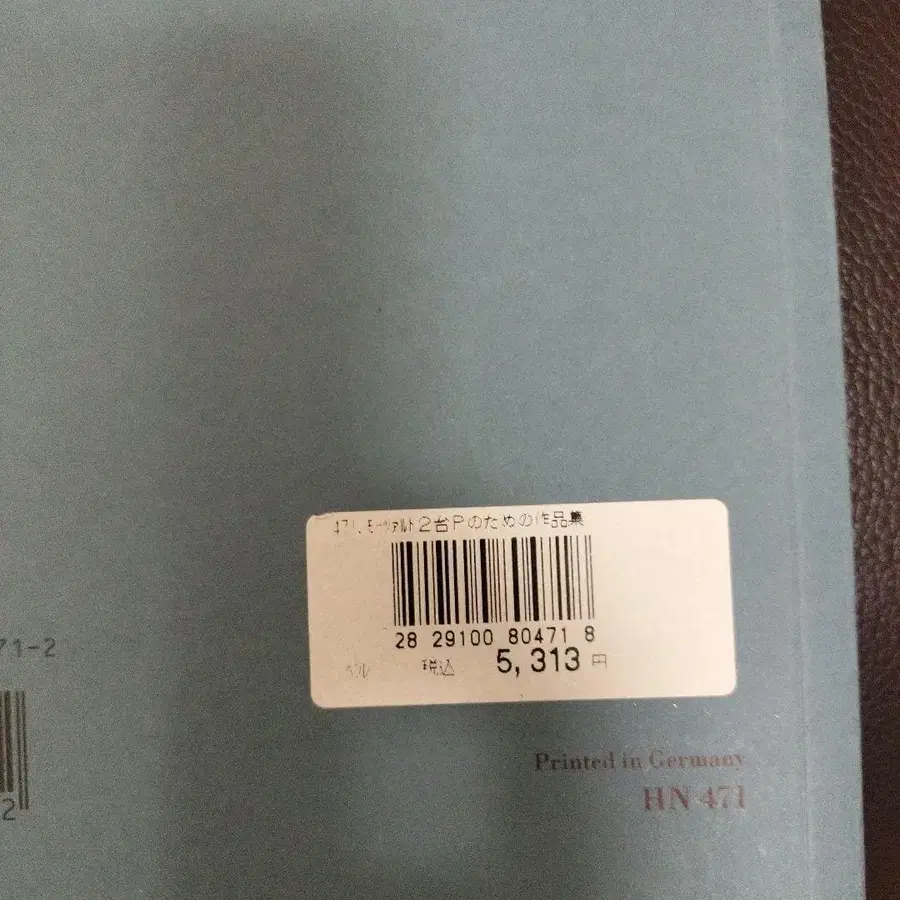 471.モーツァルト2台Pのための作品集
28 29100 80471 8
税込 5,313 円
71-2
2
Printed in Germany
HN 471